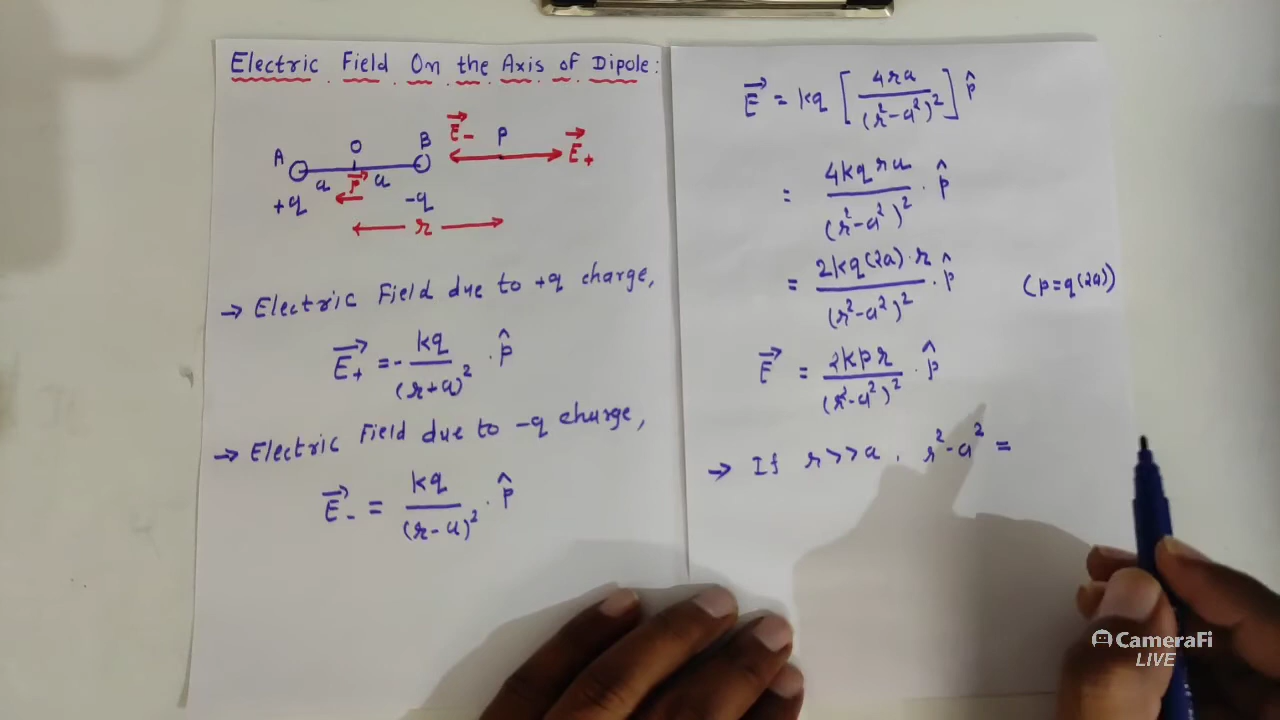 Electric Field On the Axis of Dipole:
A O B E⃗₋ P E⃗₊
a p⃗ a
+q -q
r
→ Electric Field due to +q charge,
E⃗₊ = - kq/(r+a)² . p̂
→ Electric Field due to -q charge,
E⃗₋ = kq/(r-a)² . p̂
E⃗ = kq [4ra/(r²-a²)²] p̂
= 4kqra/(r²-a²)² . p̂
= 2kq(2a).r/(r²-a²)² . p̂ (p=q(2a))
E⃗ = 2kpr/(r²-a²)² . p̂
→ If r>>a, r²-a² =
CameraFi
LIVE